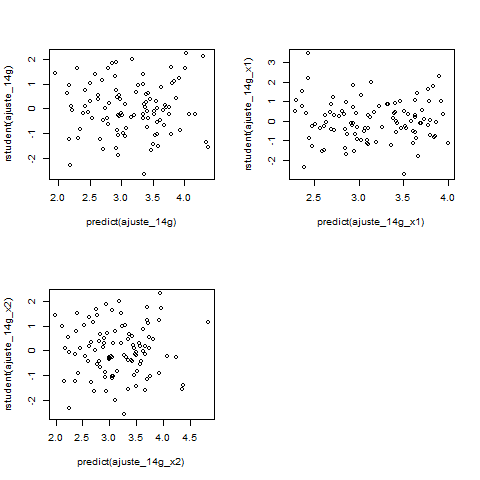 rstudent(ajuste_14g)
2
1
0
-1
-2
2.0 2.5 3.0 3.5 4.0
predict(ajuste_14g)
rstudent(ajuste_14g_x1)
3
2
1
0
-1
-2
2.5 3.0 3.5 4.0
predict(ajuste_14g_x1)
rstudent(ajuste_14g_x2)
2
1
0
-1
-2
2.0 2.5 3.0 3.5 4.0 4.5
predict(ajuste_14g_x2)